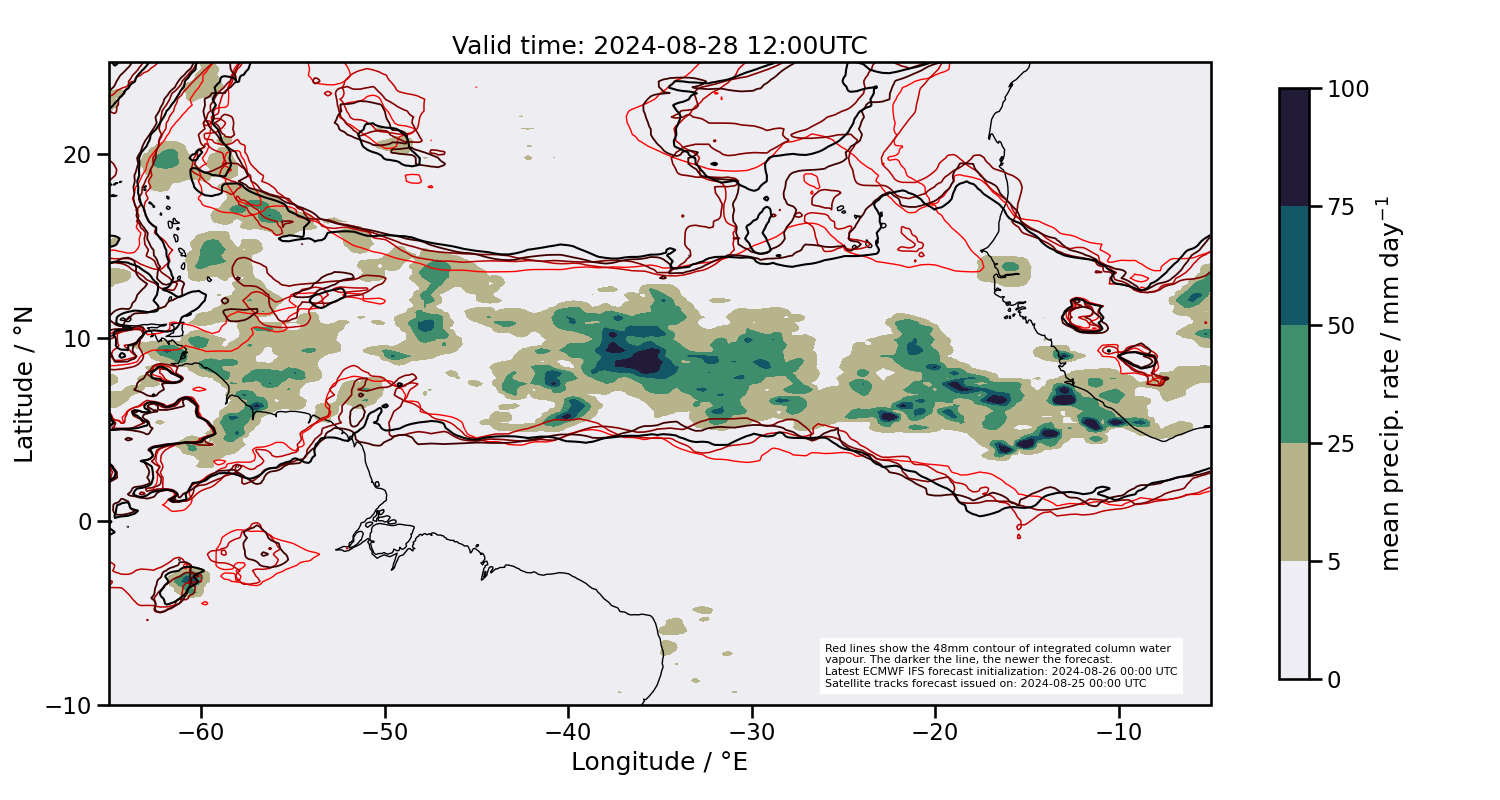 Valid time: 2024-08-28 12:00UTC
Latitude / °N
20
10
0
−10
−60
−50
−40
−30
−20
−10
Longitude / °E
Red lines show the 48mm contour of integrated column water
vapour. The darker the line, the newer the forecast.
Latest ECMWF IFS forecast initialization: 2024-08-26 00:00 UTC
Satellite tracks forecast issued on: 2024-08-25 00:00 UTC
100
75
50
25
5
0
mean precip. rate / mm day⁻¹